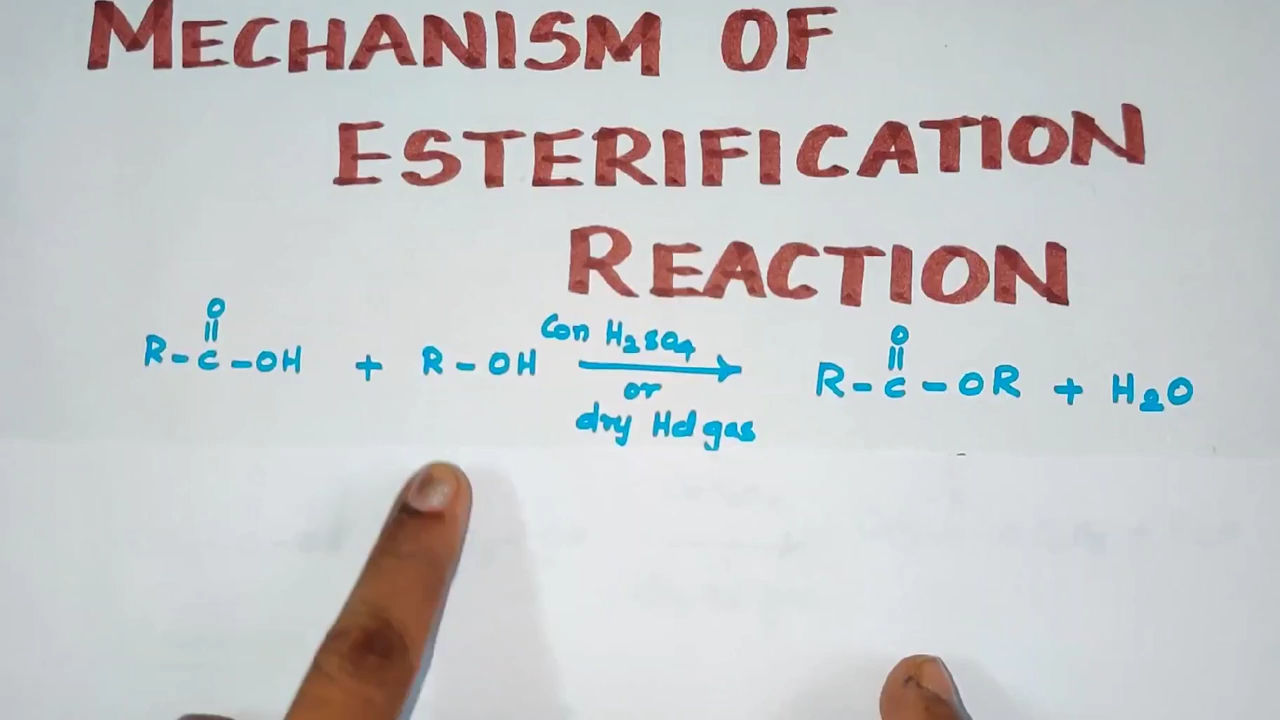 MECHANISM OF
ESTERIFICATION
REACTION
O
||
R-C-OH + R-OH Con H₂SO₄ → or dry Hcl gas
O
||
R-C-OR + H₂O